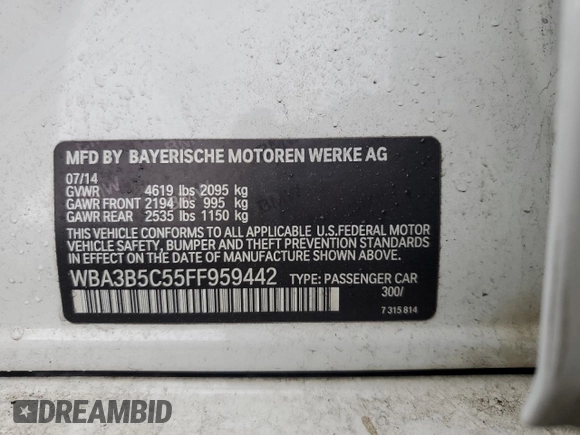 MFD BY BAYERISCHE MOTOREN WERKE AG
07/14
GVWR 4619 lbs 2095 kg
GAWR FRONT 2194 lbs 995 kg
GAWR REAR 2535 lbs 1150 kg
THIS VEHICLE CONFORMS TO ALL APPLICABLE U.S.FEDERAL MOTOR
VEHICLE SAFETY, BUMPER AND THEFT PREVENTION STANDARDS
IN EFFECT ON THE DATE OF MANUFACTURE SHOWN ABOVE.
WBA3B5C55FF959442 TYPE: PASSENGER CAR
300/
7 315 814
DREAMBID